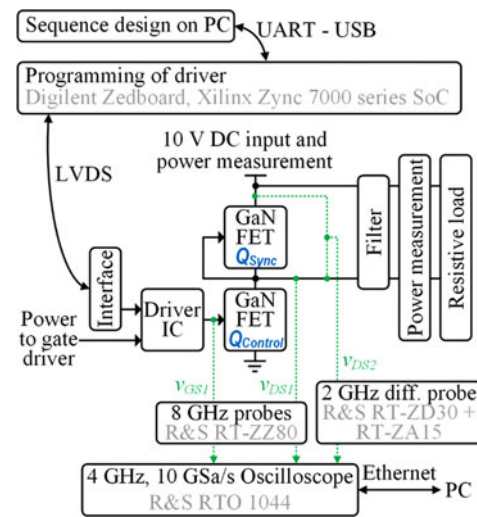 Sequence design on PC
UART - USB
Programming of driver
Digilent Zedboard, Xilinx Zync 7000 series SoC
LVDS
10 V DC input and
power measurement
GaN
FET
QSync
Filter
Power measurement
Resistive load
Interface
Driver
IC
GaN
FET
QControl
Power
to gate
driver
vGS1
vDS1
vDS2
8 GHz probes
R&S RT-ZZ80
2 GHz diff. probe
R&S RT-ZD30 +
RT-ZA15
4 GHz, 10 GSa/s Oscilloscope
R&S RTO 1044
Ethernet
PC